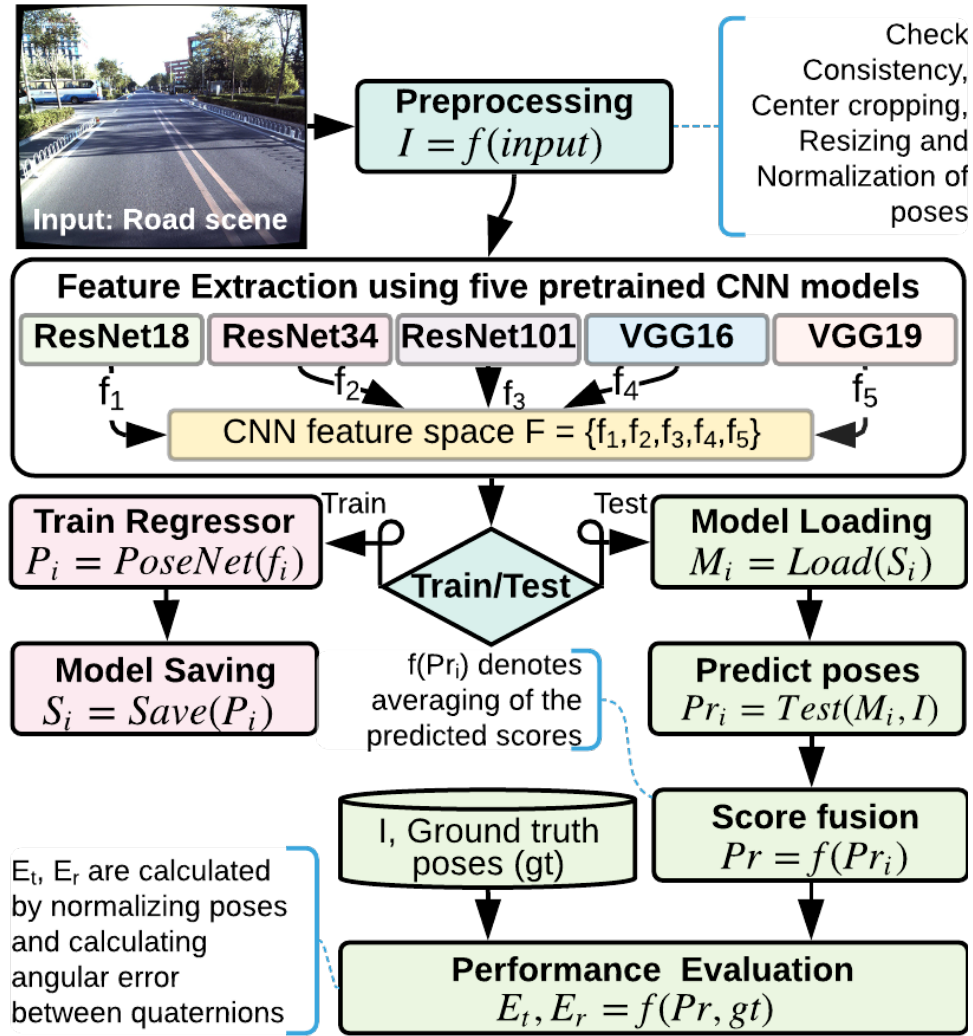 Input: Road scene
Preprocessing
I = f(input)
Check
Consistency,
Center cropping,
Resizing and
Normalization of
poses
Feature Extraction using five pretrained CNN models
ResNet18
ResNet34
ResNet101
VGG16
VGG19
f₁
f₂
f₃
f₄
f₅
CNN feature space F = {f₁,f₂,f₃,f₄,f₅}
Train
Test
Train/Test
Train Regressor
Pᵢ = PoseNet(fᵢ)
Model Saving
Sᵢ = Save(Pᵢ)
Model Loading
Mᵢ = Load(Sᵢ)
Predict poses
Prᵢ = Test(Mᵢ, I)
f(Prᵢ) denotes
averaging of the
predicted scores
Score fusion
Pr = f(Prᵢ)
I, Ground truth
poses (gt)
Eₜ, Eᵣ are calculated
by normalizing poses
and calculating
angular error
between quaternions
Performance Evaluation
Eₜ, Eᵣ = f(Pr, gt)